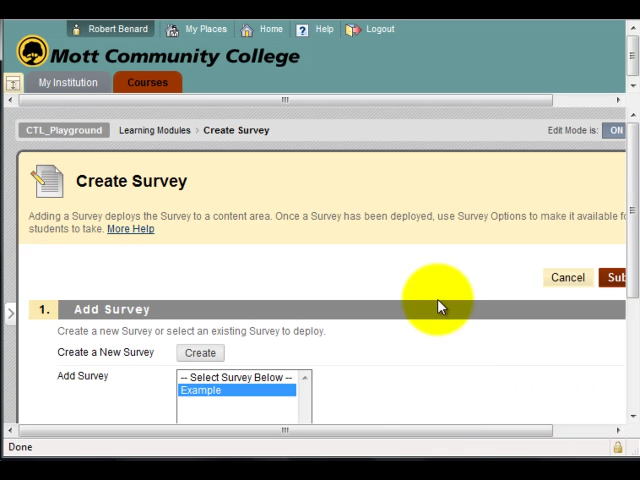 Robert Benard My Places Home ? Help Logout
Mott Community College
My Institution Courses
CTL_Playground Learning Modules > Create Survey Edit Mode is: ON
Create Survey
Adding a Survey deploys the Survey to a content area. Once a Survey has been deployed, use Survey Options to make it available fo
students to take. More Help
Cancel Sub
1. Add Survey
Create a new Survey or select an existing Survey to deploy.
Create a New Survey Create
Add Survey -- Select Survey Below --
Example
Done